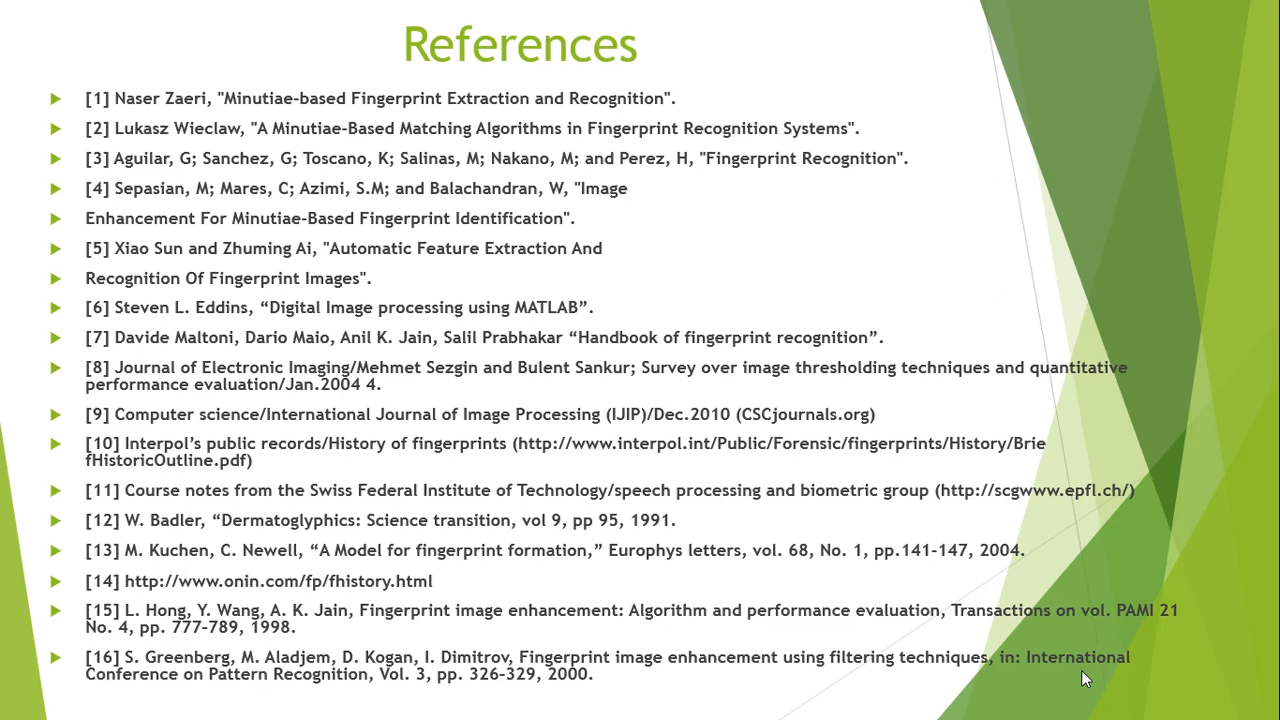 References
[1] Naser Zaeri, "Minutiae-based Fingerprint Extraction and Recognition".
[2] Lukasz Wieclaw, "A Minutiae-Based Matching Algorithms in Fingerprint Recognition Systems".
[3] Aguilar, G; Sanchez, G; Toscano, K; Salinas, M; Nakano, M; and Perez, H, "Fingerprint Recognition".
[4] Sepasian, M; Mares, C; Azimi, S.M; and Balachandran, W, "Image
Enhancement For Minutiae-Based Fingerprint Identification".
[5] Xiao Sun and Zhuming Ai, "Automatic Feature Extraction And
Recognition Of Fingerprint Images".
[6] Steven L. Eddins, “Digital Image processing using MATLAB”.
[7] Davide Maltoni, Dario Maio, Anil K. Jain, Salil Prabhakar “Handbook of fingerprint recognition”.
[8] Journal of Electronic Imaging/Mehmet Sezgin and Bulent Sankur; Survey over image thresholding techniques and quantitative
performance evaluation/Jan.2004 4.
[9] Computer science/International Journal of Image Processing (IJIP)/Dec.2010 (CSCjournals.org)
[10] Interpol’s public records/History of fingerprints (http://www.interpol.int/Public/Forensic/fingerprints/History/Brie
fHistoricOutline.pdf)
[11] Course notes from the Swiss Federal Institute of Technology/speech processing and biometric group (http://scgwww.epfl.ch/)
[12] W. Badler, “Dermatoglyphics: Science transition, vol 9, pp 95, 1991.
[13] M. Kuchen, C. Newell, “A Model for fingerprint formation,” Europhys letters, vol. 68, No. 1, pp.141-147, 2004.
[14] http://www.onin.com/fp/fhistory.html
[15] L. Hong, Y. Wang, A. K. Jain, Fingerprint image enhancement: Algorithm and performance evaluation, Transactions on vol. PAMI 21
No. 4, pp. 777–789, 1998.
[16] S. Greenberg, M. Aladjem, D. Kogan, I. Dimitrov, Fingerprint image enhancement using filtering techniques, in: International
Conference on Pattern Recognition, Vol. 3, pp. 326–329, 2000.